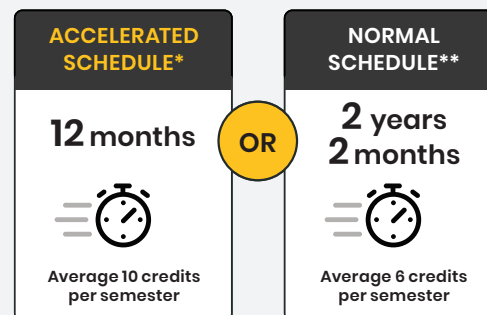 ACCELERATED
SCHEDULE*
12 months
Average 10 credits
per semester
OR
NORMAL
SCHEDULE**
2 years
2 months
Average 6 credits
per semester